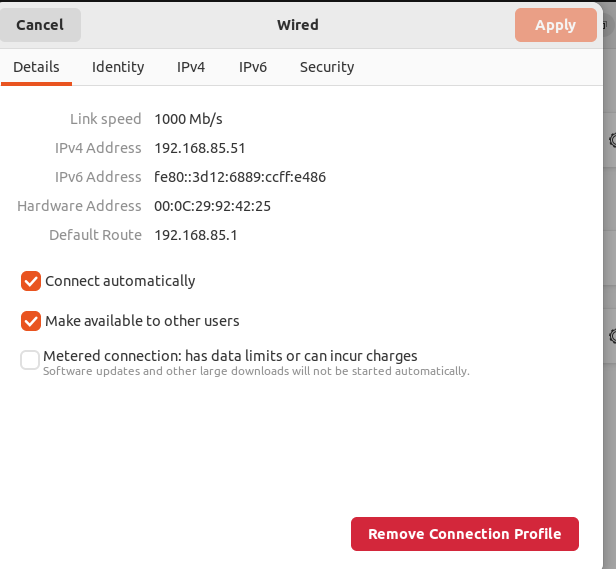 Cancel Wired Apply
Details Identity IPv4 IPv6 Security
Link speed 1000 Mb/s
IPv4 Address 192.168.85.51
IPv6 Address fe80::3d12:6889:ccff:e486
Hardware Address 00:0C:29:92:42:25
Default Route 192.168.85.1
Connect automatically
Make available to other users
Metered connection: has data limits or can incur charges
Software updates and other large downloads will not be started automatically.
Remove Connection Profile